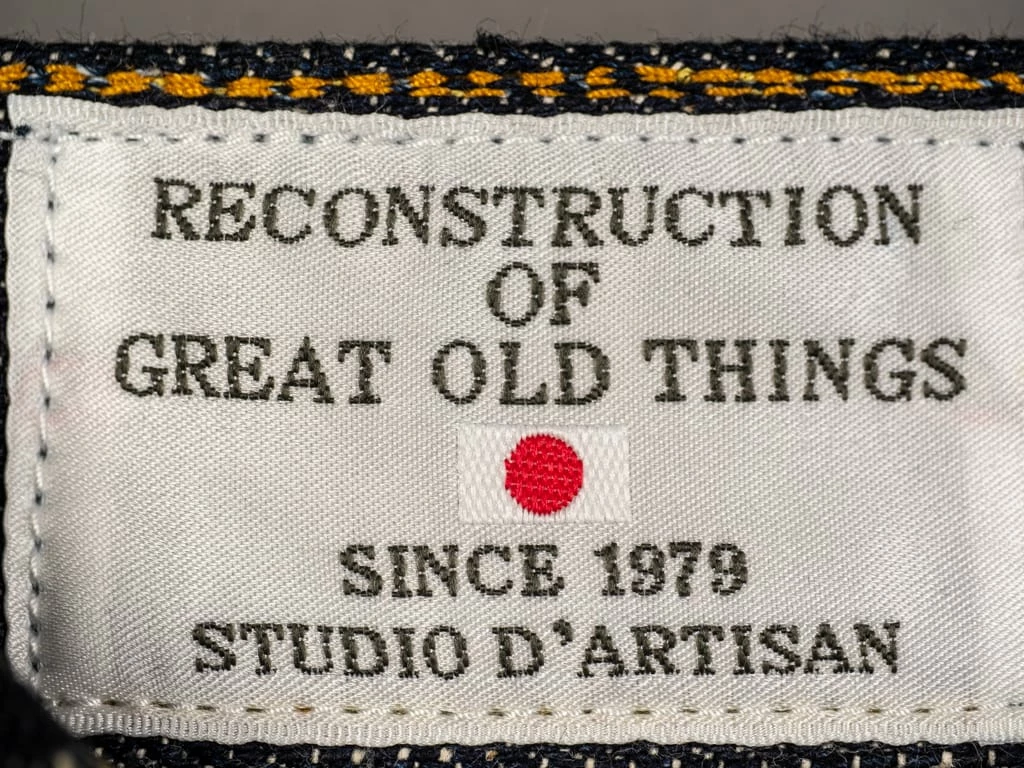 RECONSTRUCTION
OF
GREAT OLD THINGS
SINCE 1979
STUDIO D'ARTISAN